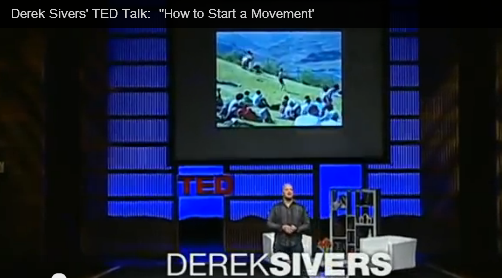 Derek Sivers' TED Talk:  "How to Start a Movement'
TED
DEREKSIVERS